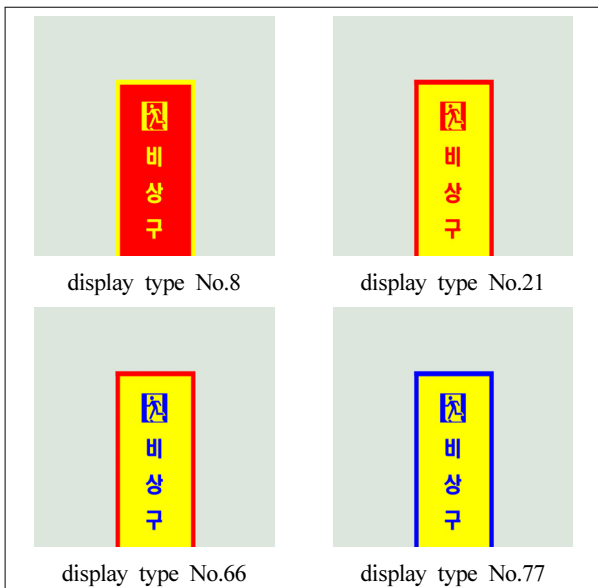 비
상
구
비
상
구
display type No.8
display type No.21
비
상
구
비
상
구
display type No.66
display type No.77